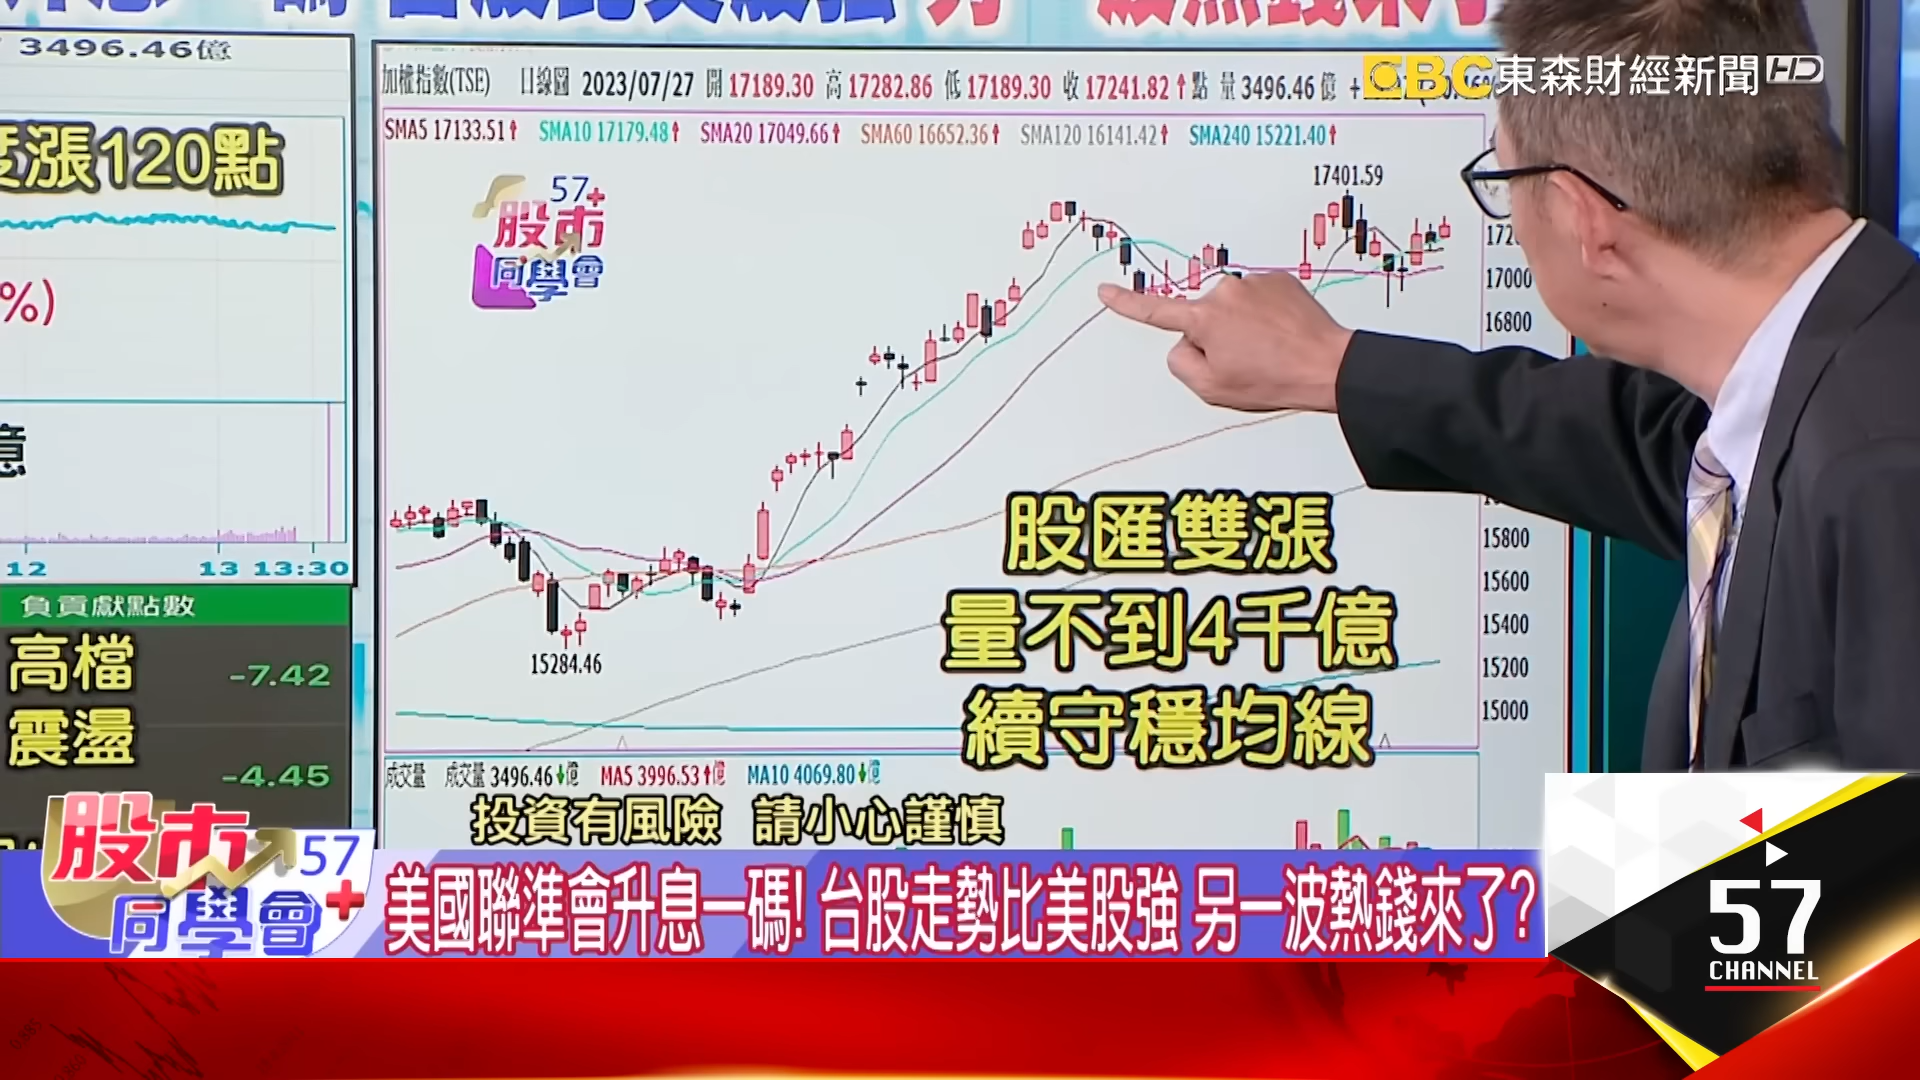 3496.46億
漲120點
%)
億
12
13 13:30
負貢獻點數
高檔
-7.42
震盪
-4.45
EBC 東森財經新聞 HD
加權指數(TSE) 日線圖 2023/07/27 開 17189.30 高 17282.86 低 17189.30 收 17241.82↑ 點 量 3496.46 億
SMA5 17133.51↑ SMA10 17179.48↑ SMA20 17049.66↑ SMA60 16652.36↑ SMA120 16141.42↑ SMA240 15221.40↑
57+
股市
同學會
17401.59
17000
16800
15800
15600
15400
15200
15000
15284.46
股匯雙漲
量不到4千億
續守穩均線
成交量 成交量 3496.46↓億 MA5 3996.53↑億 MA10 4069.80↓億
投資有風險 請小心謹慎
股市 57
同學會+
美國聯準會升息一碼! 台股走勢比美股強 另一波熱錢來了?
57
CHANNEL